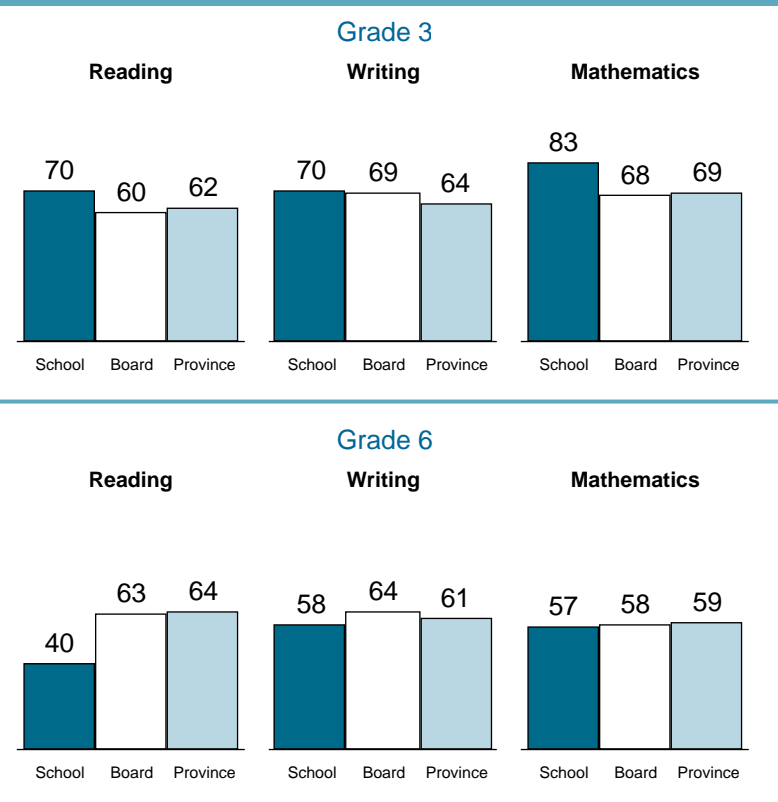 Grade 3
Reading Writing Mathematics
83
70 60 62 70 69 64 68 69
School Board Province School Board Province School Board Province
Grade 6
Reading Writing Mathematics
40 63 64 58 64 61 57 58 59
School Board Province School Board Province School Board Province